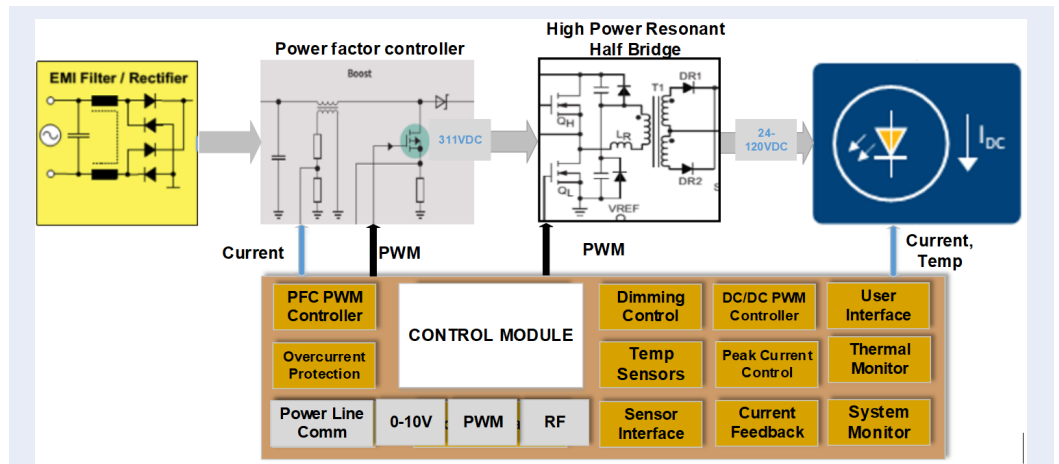 High Power Resonant
Half Bridge
Power factor controller
EMI Filter / Rectifier
Boost
311VDC
QH
QL
LR
T1
DR1
DR2
VREF
S
24-
120VDC
IDC
Current
PWM
PWM
Current,
Temp
PFC PWM
Controller
CONTROL MODULE
Dimming
Control
DC/DC PWM
Controller
User
Interface
Overcurrent
Protection
Temp
Sensors
Peak Current
Control
Thermal
Monitor
Power Line
Comm
0-10V
PWM
RF
Sensor
Interface
Current
Feedback
System
Monitor